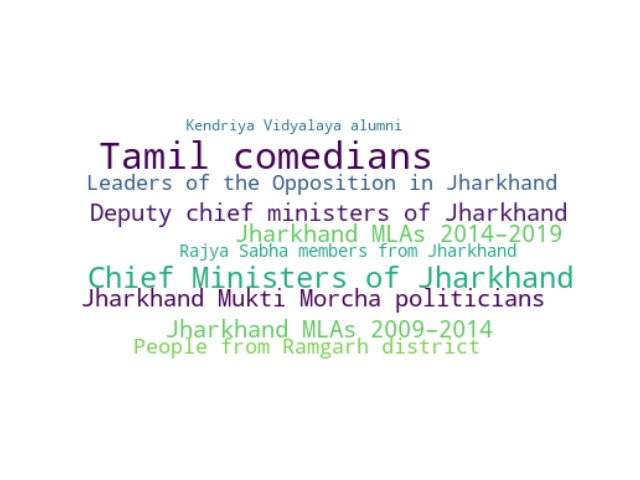 Kendriya Vidyalaya alumni
Tamil comedians
Leaders of the Opposition in Jharkhand
Deputy chief ministers of Jharkhand
Jharkhand MLAs 2014–2019
Rajya Sabha members from Jharkhand
Chief Ministers of Jharkhand
Jharkhand Mukti Morcha politicians
Jharkhand MLAs 2009–2014
People from Ramgarh district